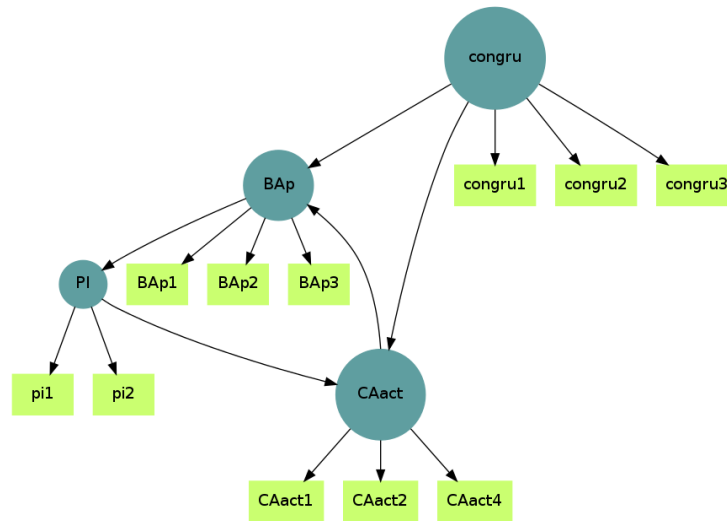 congru
congru1
congru2
congru3
BAp
PI
BAp1
BAp2
BAp3
pi1
pi2
CAact
CAact1
CAact2
CAact4